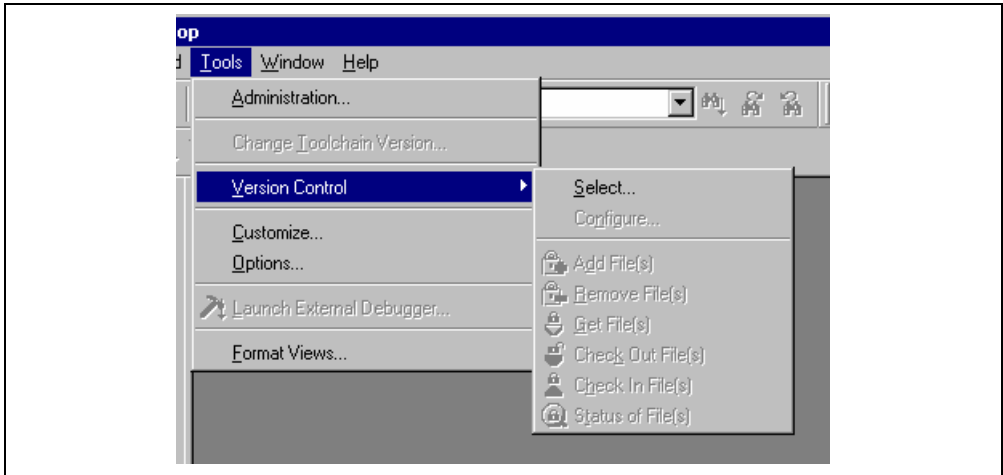 op
d Tools Window Help
Administration...
Change Toolchain Version...
Version Control
Customize...
Options...
Launch External Debugger...
Format Views...
Select...
Configure...
Add File(s)
Remove File(s)
Get File(s)
Check Out File(s)
Check In File(s)
Status of File(s)